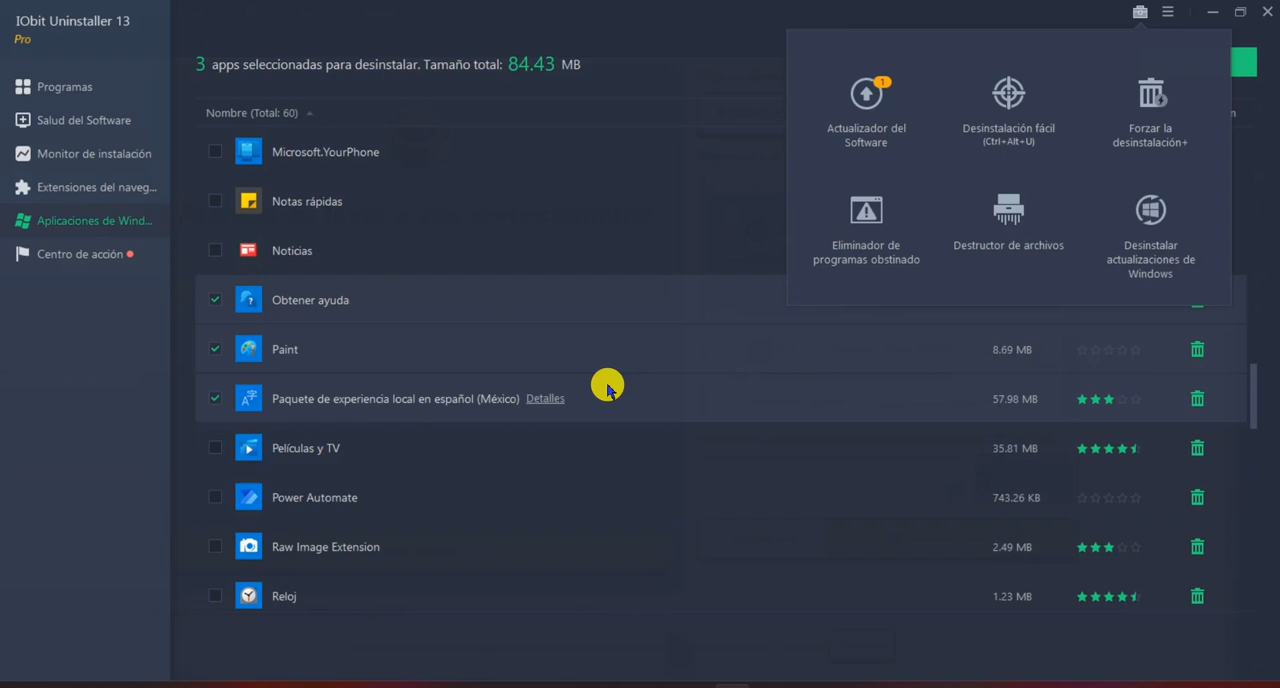 IObit Uninstaller 13
Pro
Programas
Salud del Software
Monitor de instalación
Extensiones del naveg...
Aplicaciones de Wind...
Centro de acción
3 apps seleccionadas para desinstalar. Tamaño total: 84.43 MB
Nombre (Total: 60)
Microsoft.YourPhone
Notas rápidas
Noticias
Obtener ayuda
Paint 8.69 MB
Paquete de experiencia local en español (México) Detalles 57.98 MB
Películas y TV 35.81 MB
Power Automate 743.26 KB
Raw Image Extension 2.49 MB
Reloj 1.23 MB
1
Actualizador del
Software
Desinstalación fácil
(Ctrl+Alt+U)
Forzar la
desinstalación+
Eliminador de
programas obstinado
Destructor de archivos
Desinstalar
actualizaciones de
Windows